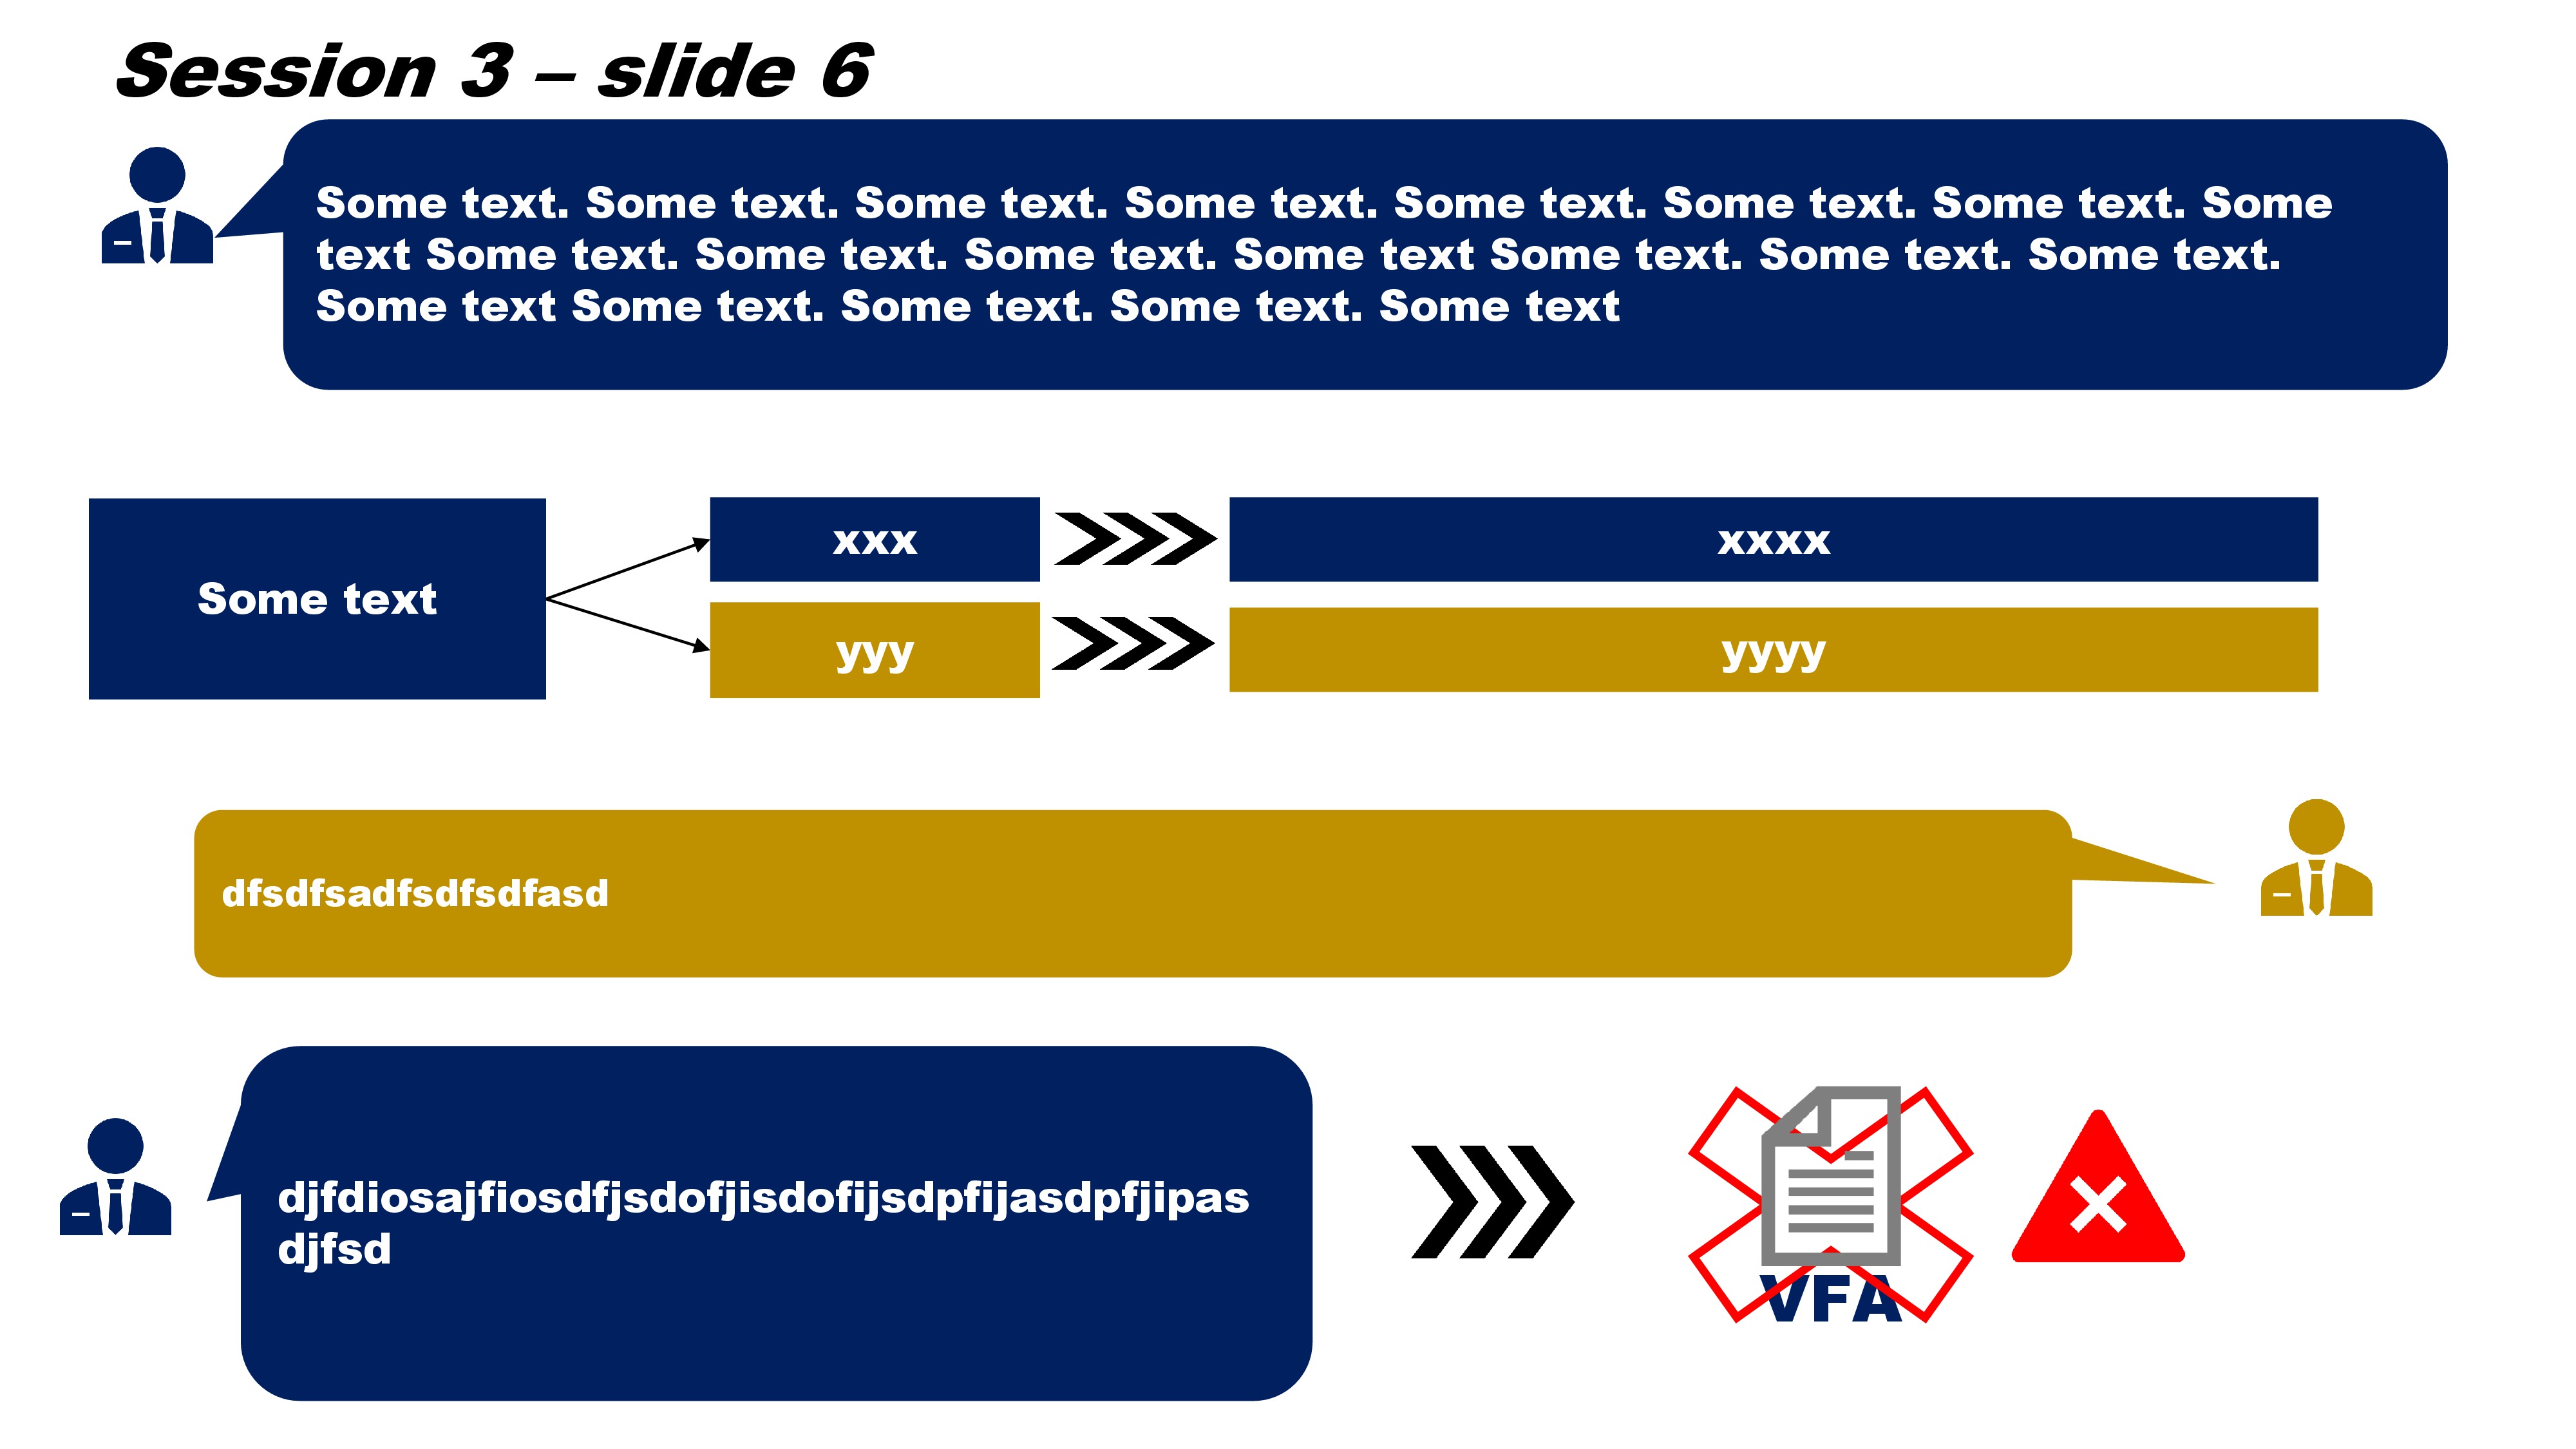 Session 3 – slide 6
Some text. Some text. Some text. Some text. Some text. Some text. Some text. Some
text Some text. Some text. Some text. Some text Some text. Some text. Some text.
Some text Some text. Some text. Some text. Some text
Some text
xxx
xxxx
yyy
yyyy
dfsdfsadfsdfsdfasd
djfdiosajfiosdfjsdofjisdofijsdpfijasdpfjipas
djfsd
VFA